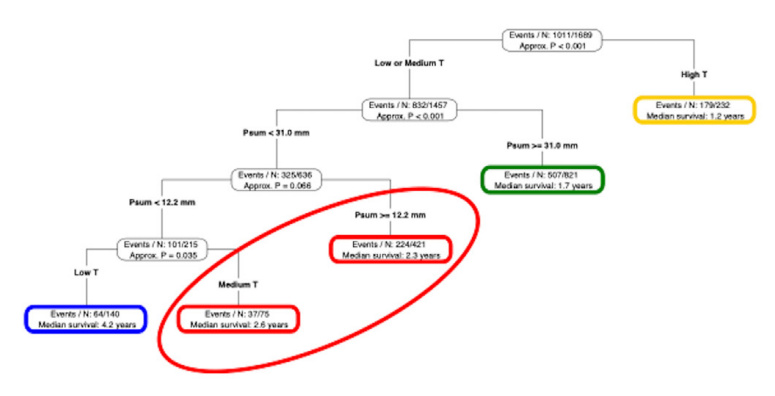 Events / N: 1011/1689
Approx. P < 0.001
Low or Medium T
High T
Events / N: 832/1457
Approx. P < 0.001
Events / N: 179/232
Median survival: 1.2 years
Psum < 31.0 mm
Psum >= 31.0 mm
Events / N: 325/636
Approx. P = 0.066
Events / N: 507/821
Median survival: 1.7 years
Psum < 12.2 mm
Psum >= 12.2 mm
Events / N: 101/215
Approx. P = 0.035
Events / N: 224/421
Median survival: 2.3 years
Low T
Medium T
Events / N: 64/140
Median survival: 4.2 years
Events / N: 37/75
Median survival: 2.6 years